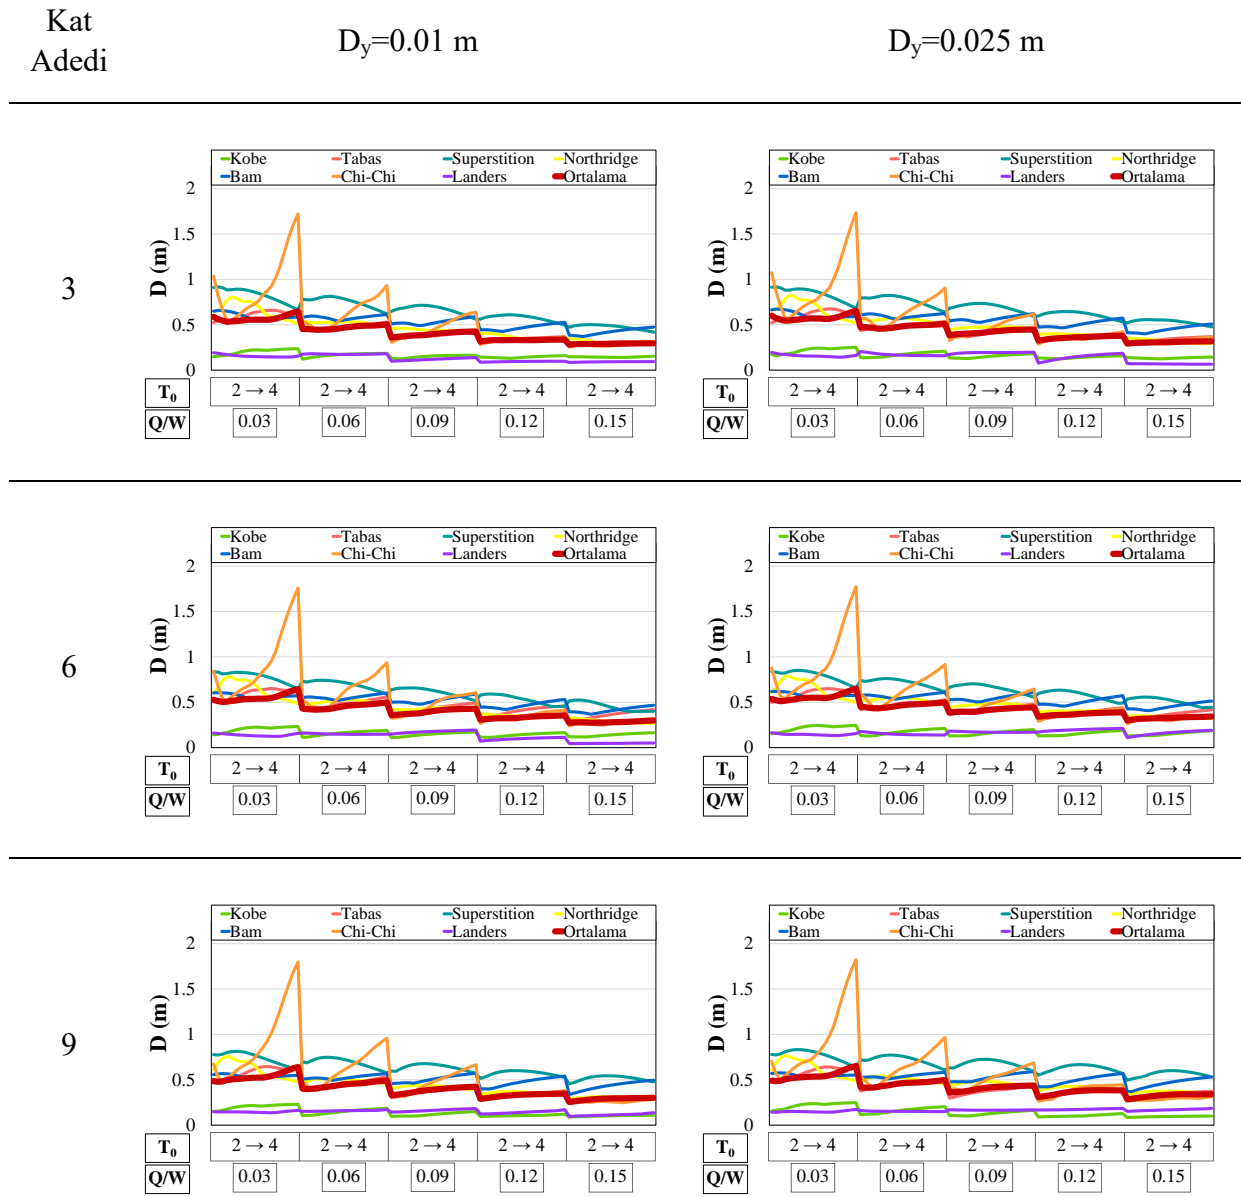 Kat
Adedi
Dy=0.01 m
Dy=0.025 m
3
Kobe Tabas Superstition Northridge
Bam Chi-Chi Landers Ortalama
2
1.5
1
0.5
0
D (m)
T0 2 → 4 2 → 4 2 → 4 2 → 4 2 → 4
Q/W 0.03 0.06 0.09 0.12 0.15
Kobe Tabas Superstition Northridge
Bam Chi-Chi Landers Ortalama
2
1.5
1
0.5
0
D (m)
T0 2 → 4 2 → 4 2 → 4 2 → 4 2 → 4
Q/W 0.03 0.06 0.09 0.12 0.15
6
Kobe Tabas Superstition Northridge
Bam Chi-Chi Landers Ortalama
2
1.5
1
0.5
0
D (m)
T0 2 → 4 2 → 4 2 → 4 2 → 4 2 → 4
Q/W 0.03 0.06 0.09 0.12 0.15
Kobe Tabas Superstition Northridge
Bam Chi-Chi Landers Ortalama
2
1.5
1
0.5
0
D (m)
T0 2 → 4 2 → 4 2 → 4 2 → 4 2 → 4
Q/W 0.03 0.06 0.09 0.12 0.15
9
Kobe Tabas Superstition Northridge
Bam Chi-Chi Landers Ortalama
2
1.5
1
0.5
0
D (m)
T0 2 → 4 2 → 4 2 → 4 2 → 4 2 → 4
Q/W 0.03 0.06 0.09 0.12 0.15
Kobe Tabas Superstition Northridge
Bam Chi-Chi Landers Ortalama
2
1.5
1
0.5
0
D (m)
T0 2 → 4 2 → 4 2 → 4 2 → 4 2 → 4
Q/W 0.03 0.06 0.09 0.12 0.15